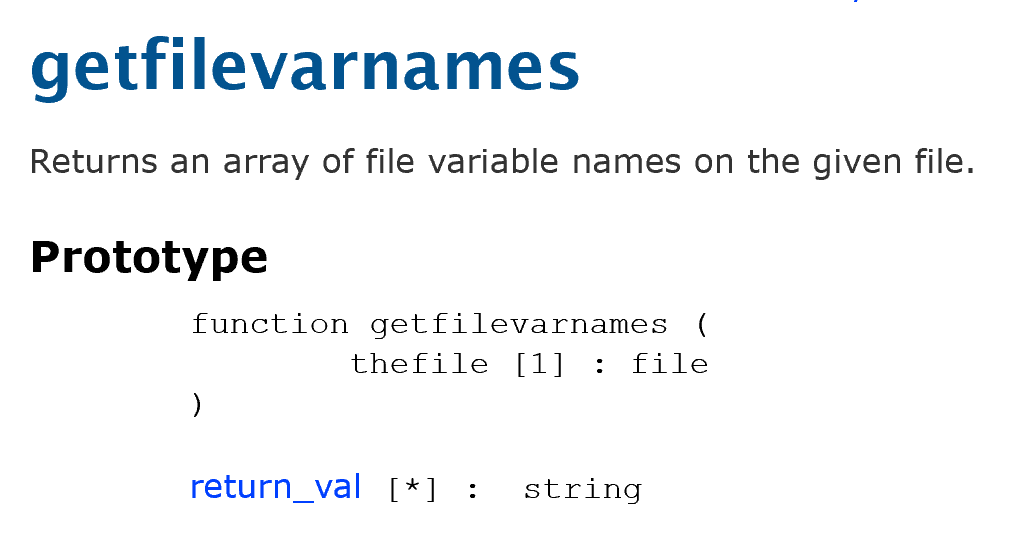 getfilevarnames
Returns an array of file variable names on the given file.
Prototype
function getfilevarnames (
thefile [1] : file
)
return_val [*] : string